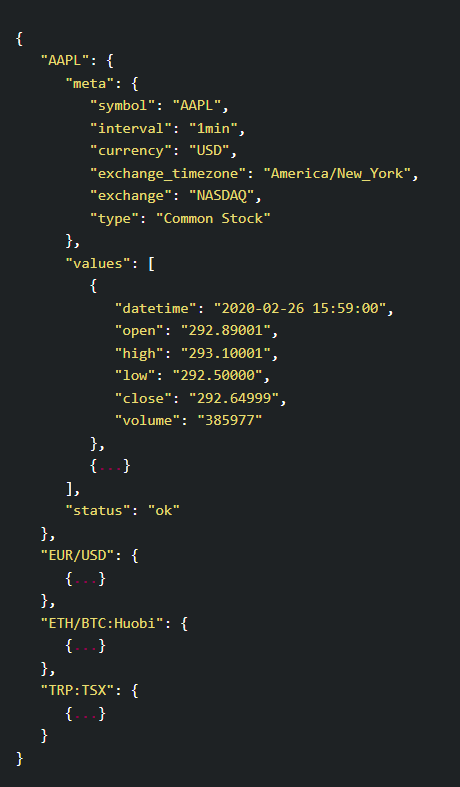 {
"AAPL": {
"meta": {
"symbol": "AAPL",
"interval": "1min",
"currency": "USD",
"exchange_timezone": "America/New_York",
"exchange": "NASDAQ",
"type": "Common Stock"
},
"values": [
{
"datetime": "2020-02-26 15:59:00",
"open": "292.89001",
"high": "293.10001",
"low": "292.50000",
"close": "292.64999",
"volume": "385977"
},
{...}
],
"status": "ok"
},
"EUR/USD": {
{...}
},
"ETH/BTC:Huobi": {
{...}
},
"TRP:TSX": {
{...}
}
}